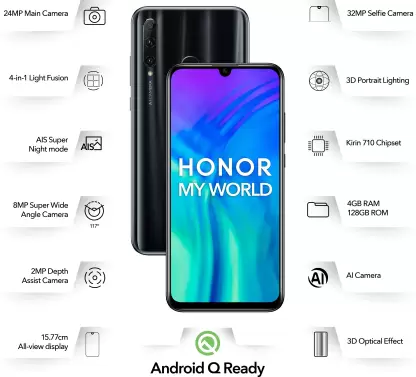 24MP Main Camera
32MP Selfie Camera
4-in-1 Light Fusion
3D Portrait Lighting
AIS Super
Night mode
AIS
Kirin 710 Chipset
8MP Super Wide
Angle Camera
117°
4GB RAM
128GB ROM
2MP Depth
Assist Camera
AI
AI Camera
15.77cm
All-view display
3D Optical Effect
HONOR
MY WORLD
Android Q Ready